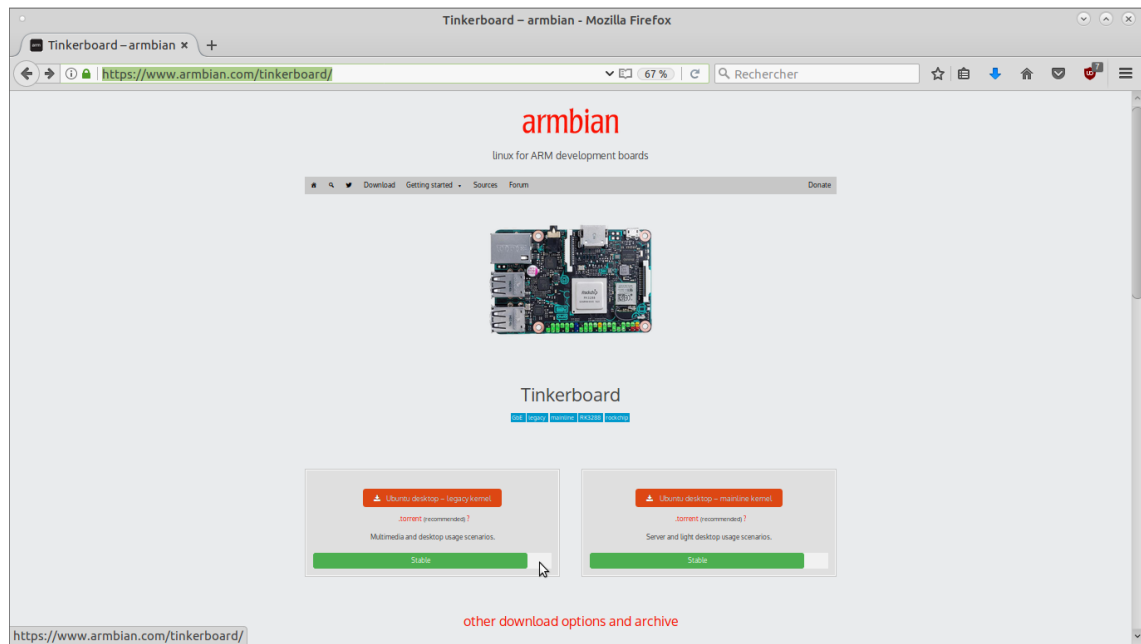 Tinkerboard – armbian - Mozilla Firefox
Tinkerboard – armbian × +
https://www.armbian.com/tinkerboard/ 67 % Rechercher 7
armbian
linux for ARM development boards
Download Getting started Sources Forum Donate
Tinkerboard
GbE legacy mainline RK3288 rockchip
Ubuntu desktop – legacy kernel Ubuntu desktop – mainline kernel
.torrent (recommended) ? .torrent (recommended) ?
Multimedia and desktop usage scenarios. Server and light desktop usage scenarios.
Stable Stable
other download options and archive
https://www.armbian.com/tinkerboard/